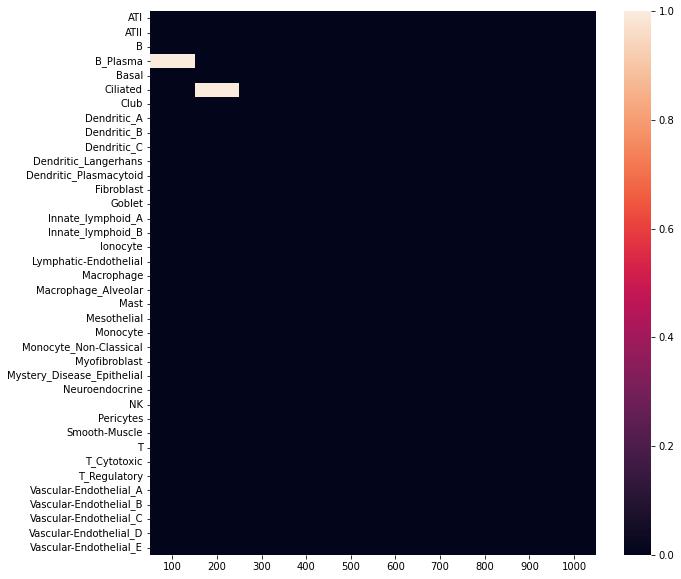 ATI
ATII
B
B_Plasma
Basal
Ciliated
Club
Dendritic_A
Dendritic_B
Dendritic_C
Dendritic_Langerhans
Dendritic_Plasmacytoid
Fibroblast
Goblet
Innate_lymphoid_A
Innate_lymphoid_B
Ionocyte
Lymphatic-Endothelial
Macrophage
Macrophage_Alveolar
Mast
Mesothelial
Monocyte
Monocyte_Non-Classical
Myofibroblast
Mystery_Disease_Epithelial
Neuroendocrine
NK
Pericytes
Smooth-Muscle
T
T_Cytotoxic
T_Regulatory
Vascular-Endothelial_A
Vascular-Endothelial_B
Vascular-Endothelial_C
Vascular-Endothelial_D
Vascular-Endothelial_E
100 200 300 400 500 600 700 800 900 1000
1.0
0.8
0.6
0.4
0.2
0.0